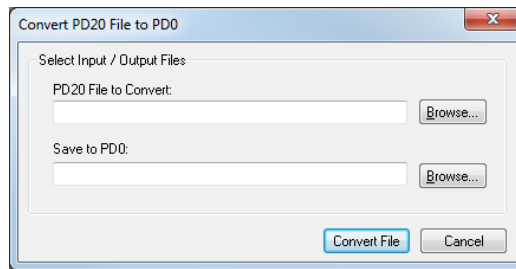 Convert PD20 File to PD0
Select Input / Output Files
PD20 File to Convert:
Browse...
Save to PD0:
Browse...
Convert File Cancel